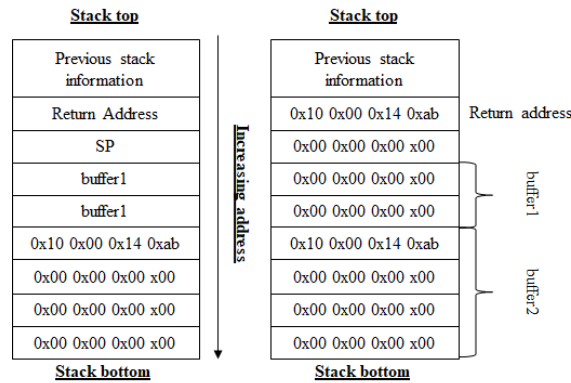 Stack top
Previous stack
information
Return Address
SP
buffer1
buffer1
0x10 0x00 0x14 0xab
0x00 0x00 0x00 x00
0x00 0x00 0x00 x00
0x00 0x00 0x00 x00
Stack bottom
Increasing address
Stack top
Previous stack
information
0x10 0x00 0x14 0xab
Return address
0x00 0x00 0x00 x00
0x00 0x00 0x00 x00
0x00 0x00 0x00 x00
buffer1
0x10 0x00 0x14 0xab
0x00 0x00 0x00 x00
0x00 0x00 0x00 x00
0x00 0x00 0x00 x00
buffer2
Stack bottom